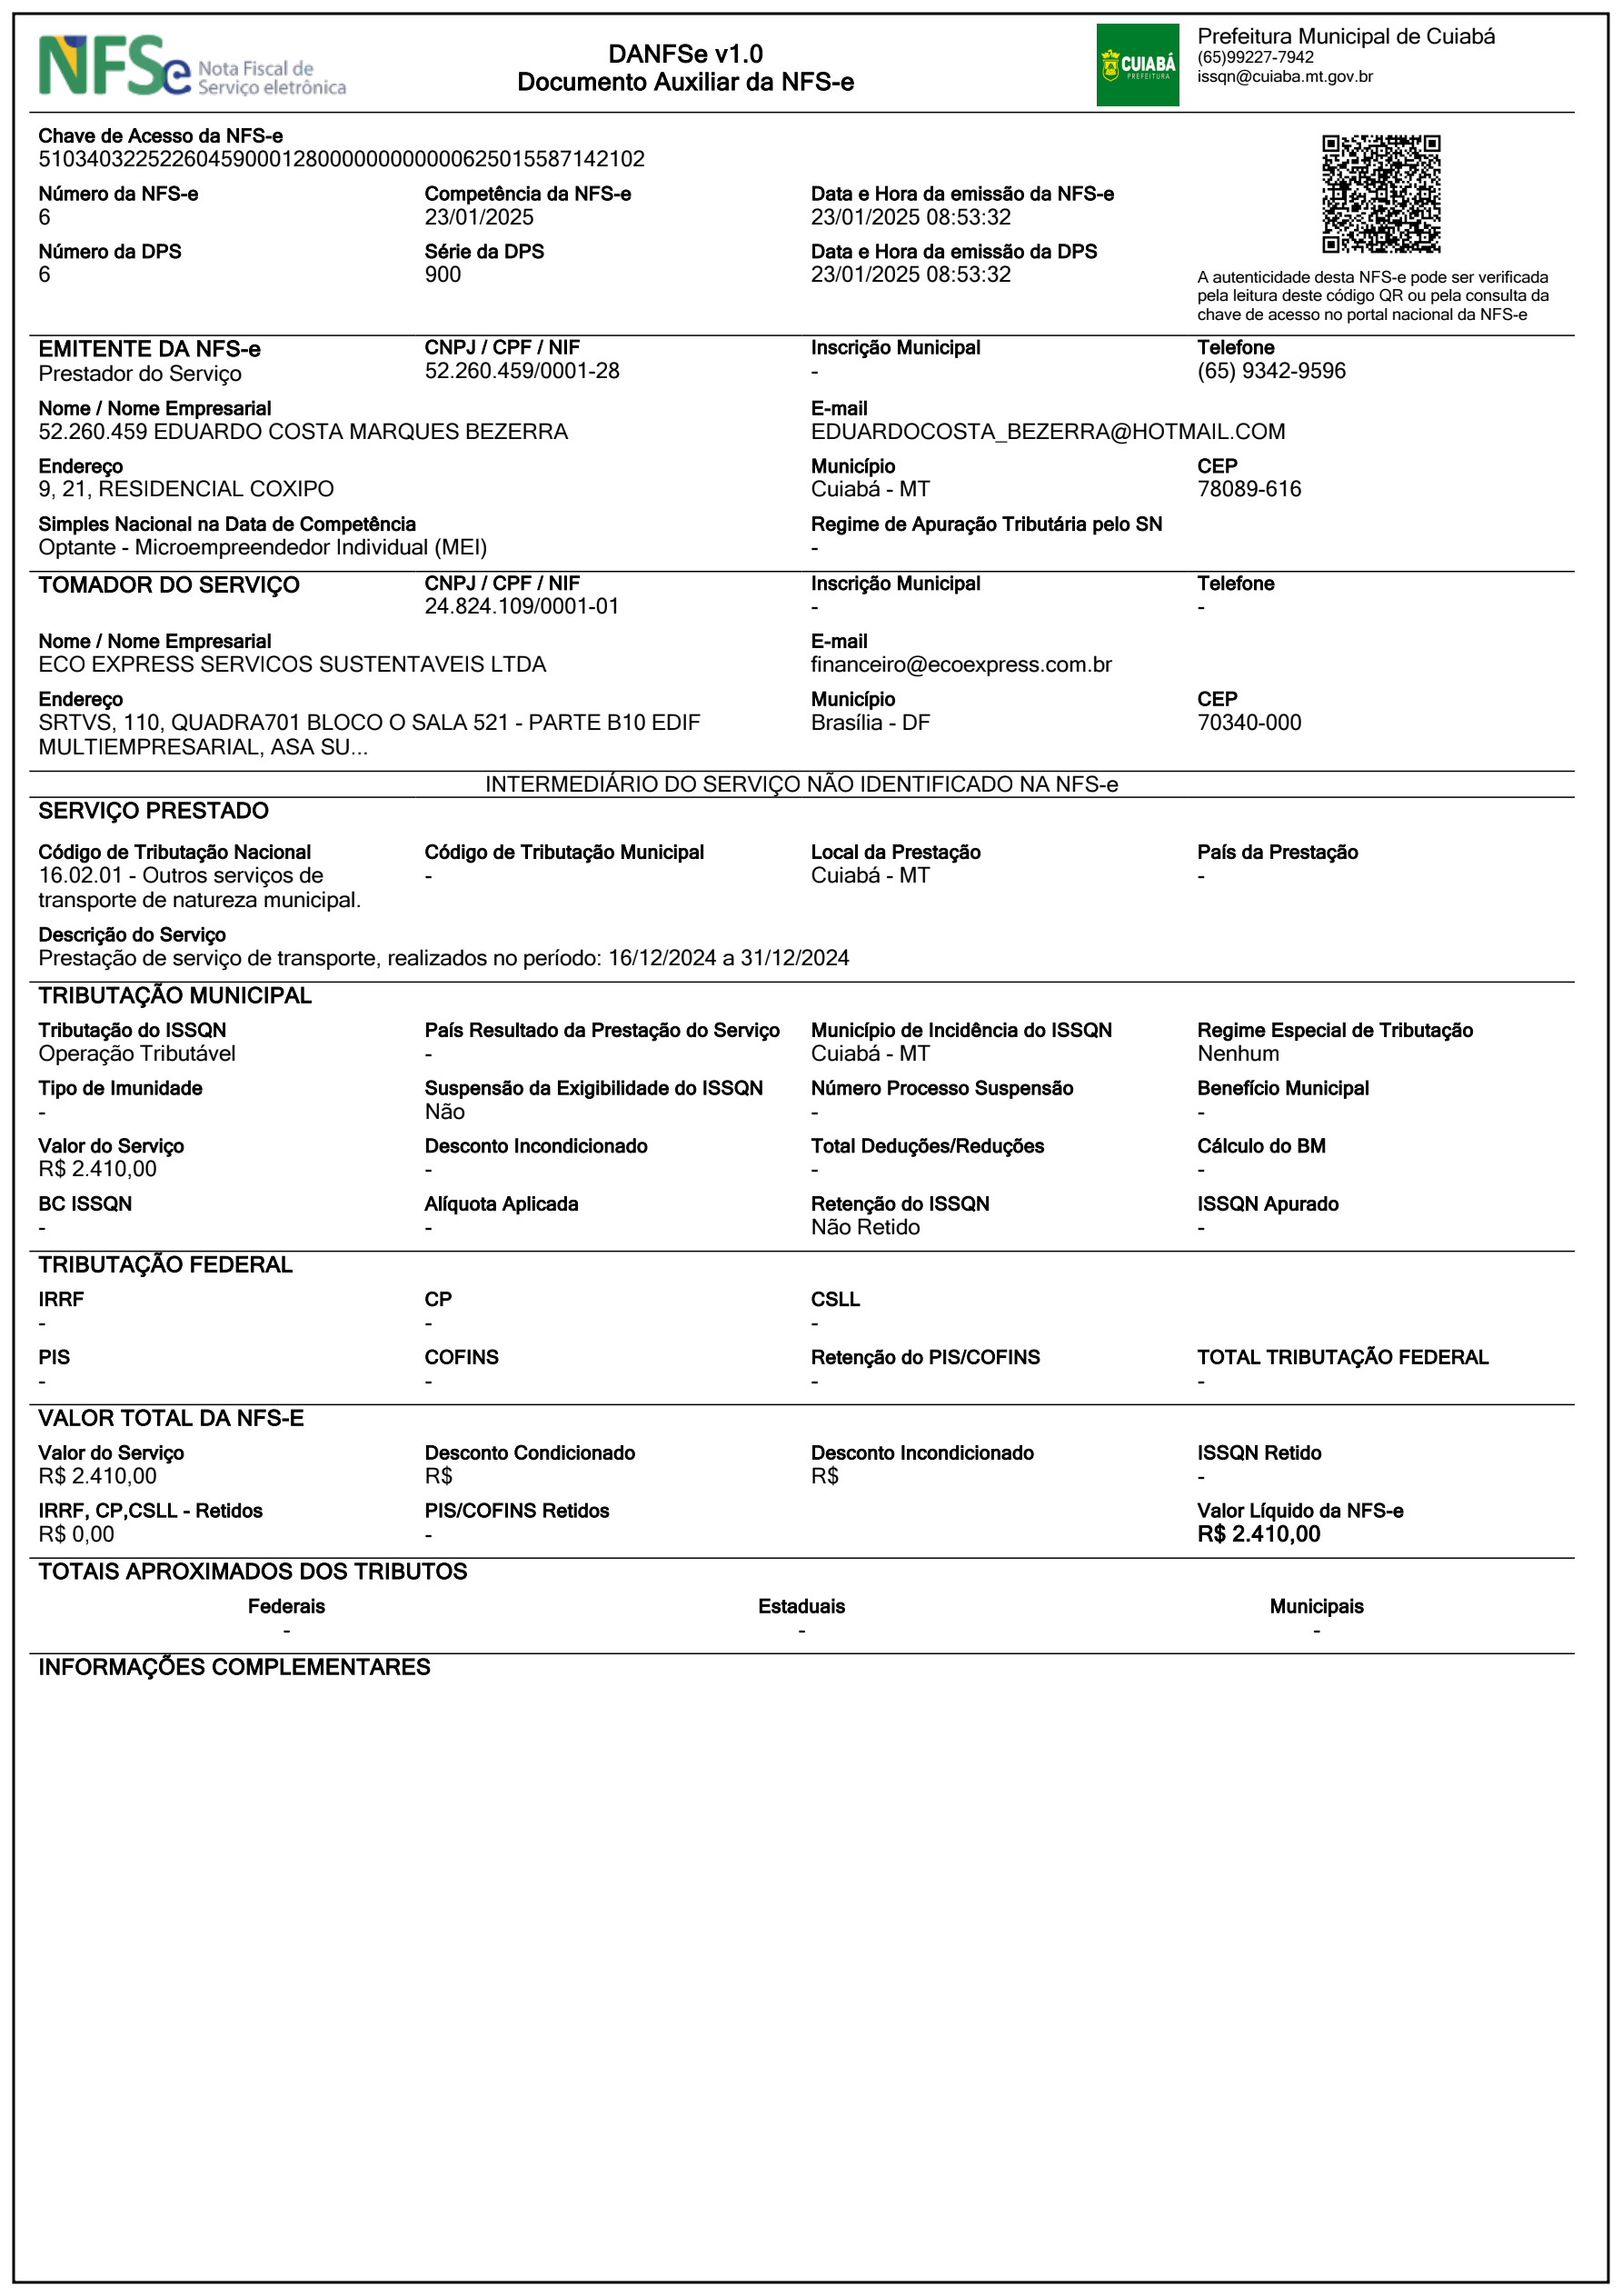 NFSe Nota Fiscal de
Serviço eletrônica
DANFSe v1.0
Documento Auxiliar da NFS-e
CUIABÁ
PREFEITURA
Prefeitura Municipal de Cuiabá
(65)99227-7942
issqn@cuiaba.mt.gov.br
Chave de Acesso da NFS-e
51034032252260459000128000000000000625015587142102
Número da NFS-e Competência da NFS-e Data e Hora da emissão da NFS-e
6 23/01/2025 23/01/2025 08:53:32
Número da DPS Série da DPS Data e Hora da emissão da DPS
6 900 23/01/2025 08:53:32
A autenticidade desta NFS-e pode ser verificada
pela leitura deste código QR ou pela consulta da
chave de acesso no portal nacional da NFS-e
EMITENTE DA NFS-e CNPJ / CPF / NIF Inscrição Municipal Telefone
Prestador do Serviço 52.260.459/0001-28 - (65) 9342-9596
Nome / Nome Empresarial E-mail
52.260.459 EDUARDO COSTA MARQUES BEZERRA EDUARDOCOSTA_BEZERRA@HOTMAIL.COM
Endereço Município CEP
9, 21, RESIDENCIAL COXIPO Cuiabá - MT 78089-616
Simples Nacional na Data de Competência Regime de Apuração Tributária pelo SN
Optante - Microempreendedor Individual (MEI) -
TOMADOR DO SERVIÇO CNPJ / CPF / NIF Inscrição Municipal Telefone
24.824.109/0001-01 - -
Nome / Nome Empresarial E-mail
ECO EXPRESS SERVICOS SUSTENTAVEIS LTDA financeiro@ecoexpress.com.br
Endereço Município CEP
SRTVS, 110, QUADRA701 BLOCO O SALA 521 - PARTE B10 EDIF Brasília - DF 70340-000
MULTIEMPRESARIAL, ASA SU...
INTERMEDIÁRIO DO SERVIÇO NÃO IDENTIFICADO NA NFS-e
SERVIÇO PRESTADO
Código de Tributação Nacional Código de Tributação Municipal Local da Prestação País da Prestação
16.02.01 - Outros serviços de - Cuiabá - MT -
transporte de natureza municipal.
Descrição do Serviço
Prestação de serviço de transporte, realizados no período: 16/12/2024 a 31/12/2024
TRIBUTAÇÃO MUNICIPAL
Tributação do ISSQN País Resultado da Prestação do Serviço Município de Incidência do ISSQN Regime Especial de Tributação
Operação Tributável - Cuiabá - MT Nenhum
Tipo de Imunidade Suspensão da Exigibilidade do ISSQN Número Processo Suspensão Benefício Municipal
- Não - -
Valor do Serviço Desconto Incondicionado Total Deduções/Reduções Cálculo do BM
R$ 2.410,00 - - -
BC ISSQN Alíquota Aplicada Retenção do ISSQN ISSQN Apurado
- - Não Retido -
TRIBUTAÇÃO FEDERAL
IRRF CP CSLL
- - -
PIS COFINS Retenção do PIS/COFINS TOTAL TRIBUTAÇÃO FEDERAL
- - - -
VALOR TOTAL DA NFS-E
Valor do Serviço Desconto Condicionado Desconto Incondicionado ISSQN Retido
R$ 2.410,00 R$ R$ -
IRRF, CP,CSLL - Retidos PIS/COFINS Retidos Valor Líquido da NFS-e
R$ 0,00 - R$ 2.410,00
TOTAIS APROXIMADOS DOS TRIBUTOS
Federais Estaduais Municipais
- - -
INFORMAÇÕES COMPLEMENTARES